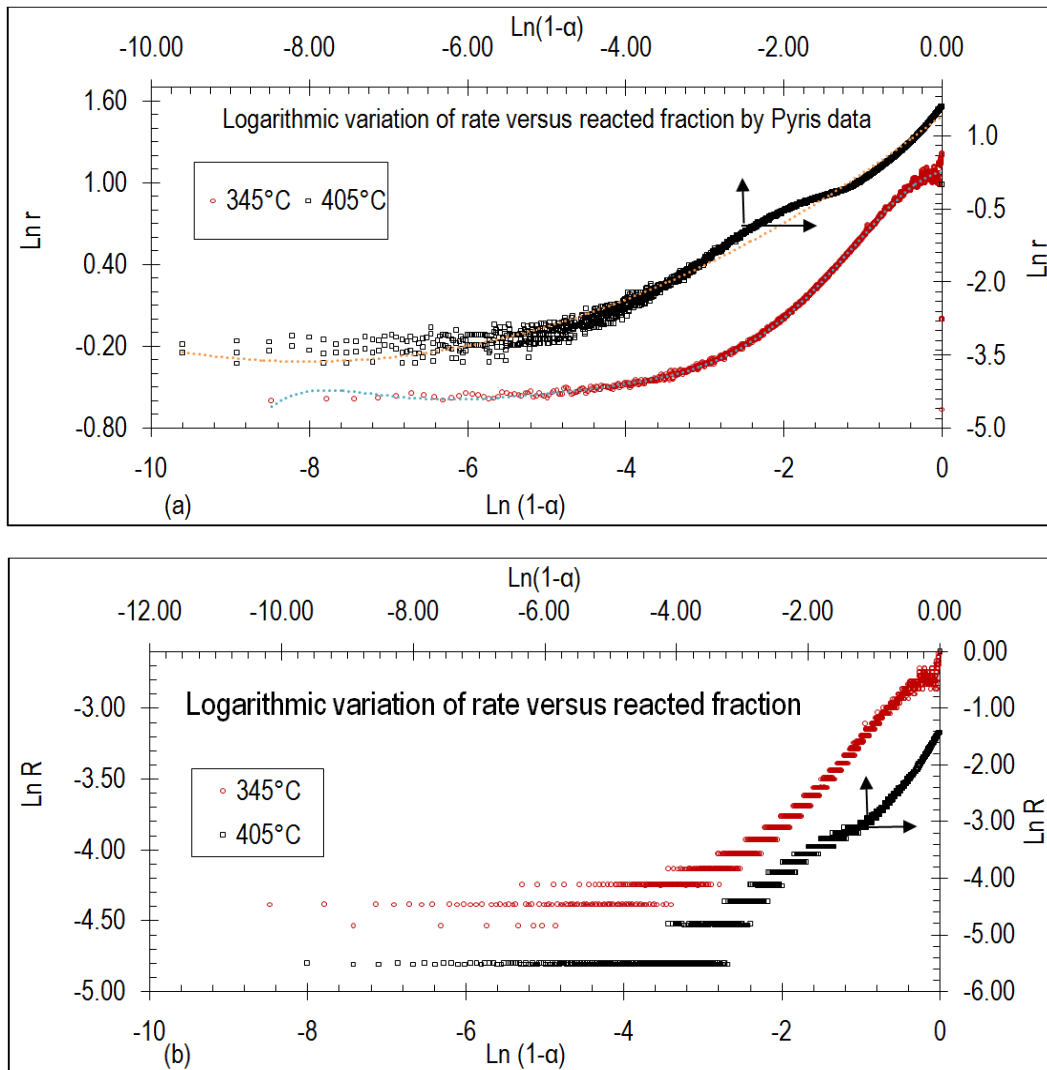 Ln(1-α)
-10.00 -8.00 -6.00 -4.00 -2.00 0.00
Logarithmic variation of rate versus reacted fraction by Pyris data
345°C 405°C
Ln r
1.60
1.00
0.40
-0.20
-0.80
1.0
-0.5
-2.0
-3.5
-5.0
Ln r
-10 -8 -6 -4 -2 0
(a) Ln (1-α)
Ln(1-α)
-12.00 -10.00 -8.00 -6.00 -4.00 -2.00 0.00
Logarithmic variation of rate versus reacted fraction
345°C
405°C
Ln R
-3.00
-3.50
-4.00
-4.50
-5.00
0.00
-1.00
-2.00
-3.00
-4.00
-5.00
-6.00
Ln R
-10 -8 -6 -4 -2 0
(b) Ln (1-α)